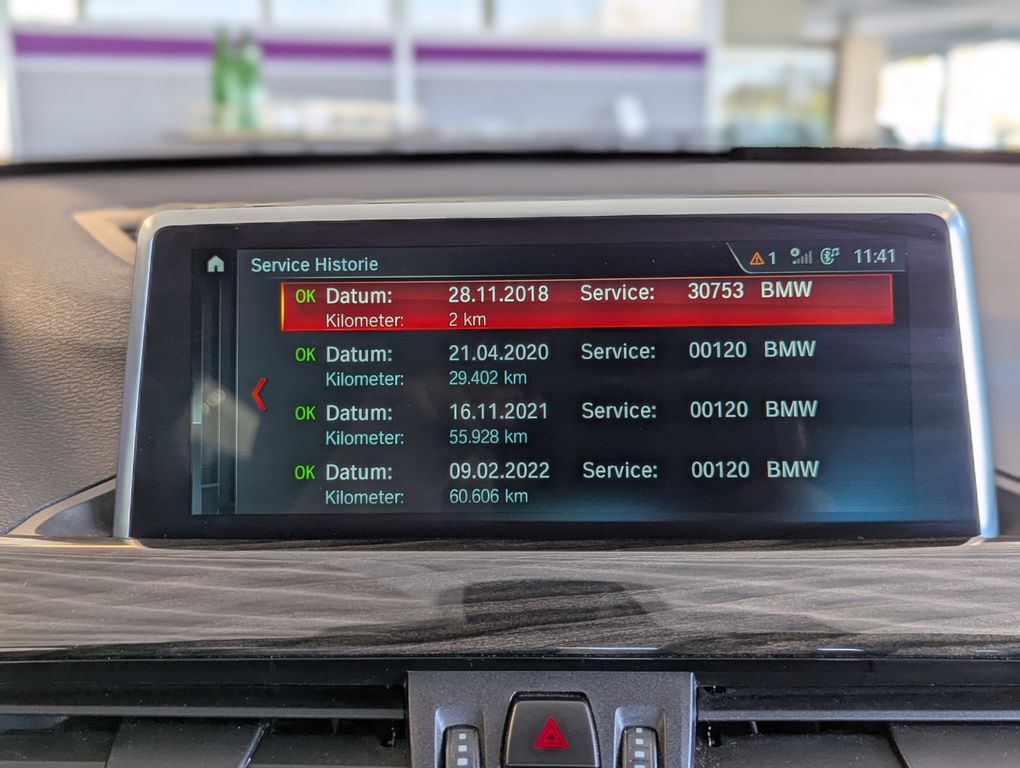 Service Historie 1 11:41
OK Datum: 28.11.2018 Service: 30753 BMW
Kilometer: 2 km
OK Datum: 21.04.2020 Service: 00120 BMW
Kilometer: 29.402 km
OK Datum: 16.11.2021 Service: 00120 BMW
Kilometer: 55.928 km
OK Datum: 09.02.2022 Service: 00120 BMW
Kilometer: 60.606 km